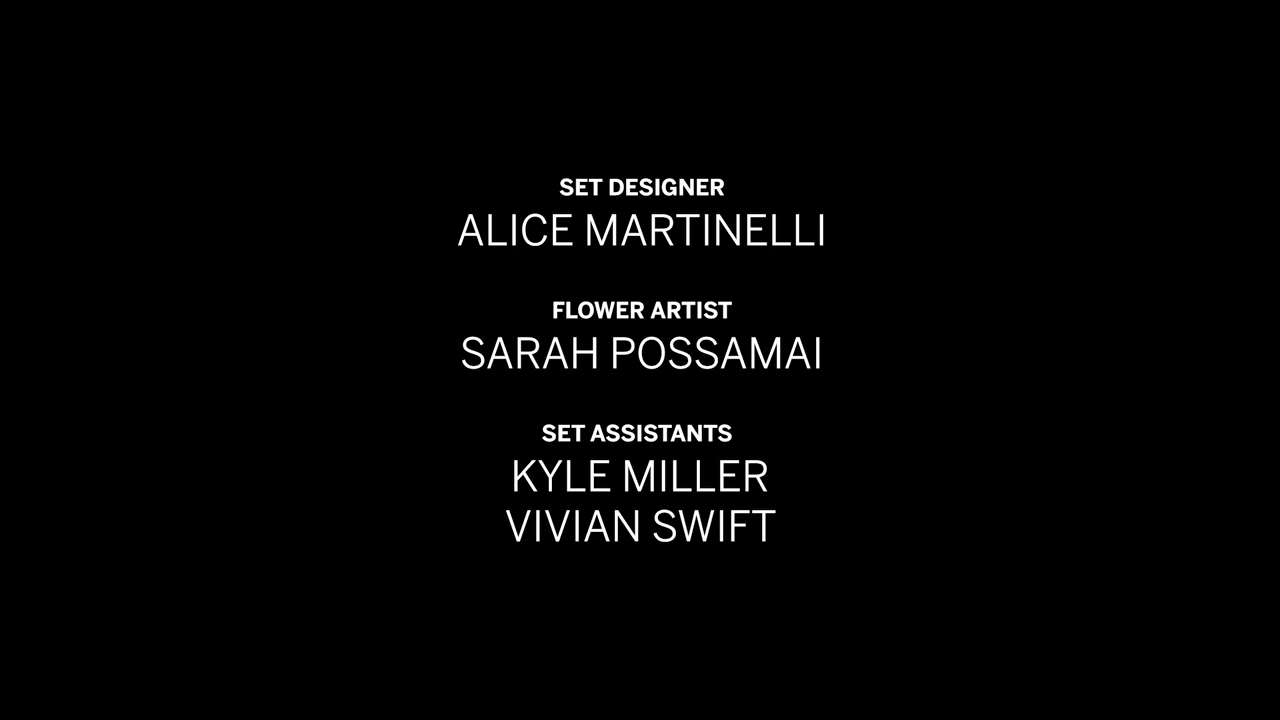 SET DESIGNER
ALICE MARTINELLI
FLOWER ARTIST
SARAH POSSAMAI
SET ASSISTANTS
KYLE MILLER
VIVIAN SWIFT